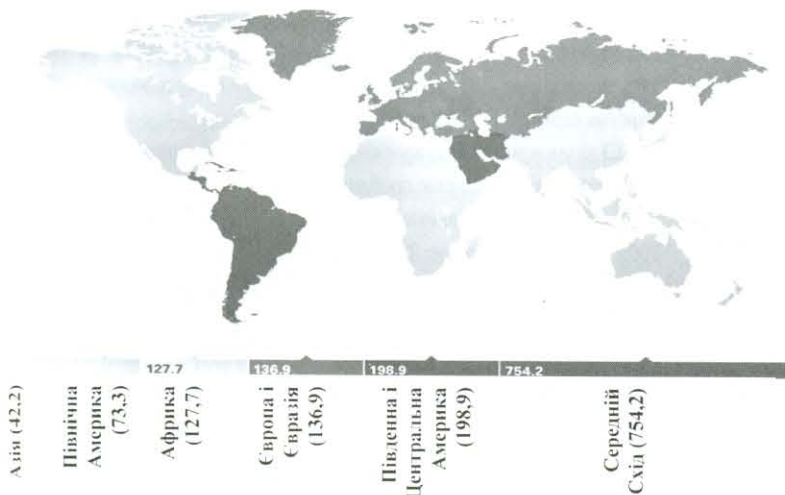 127.7
136.9
198.9
754.2
Азія (42,2)
Північна
Америка
(73,3)
Африка
(127,7)
Європа і
Євразія
(136,9)
Південна і
Центральна
Америка
(198,9)
Середній
Схід (754,2)